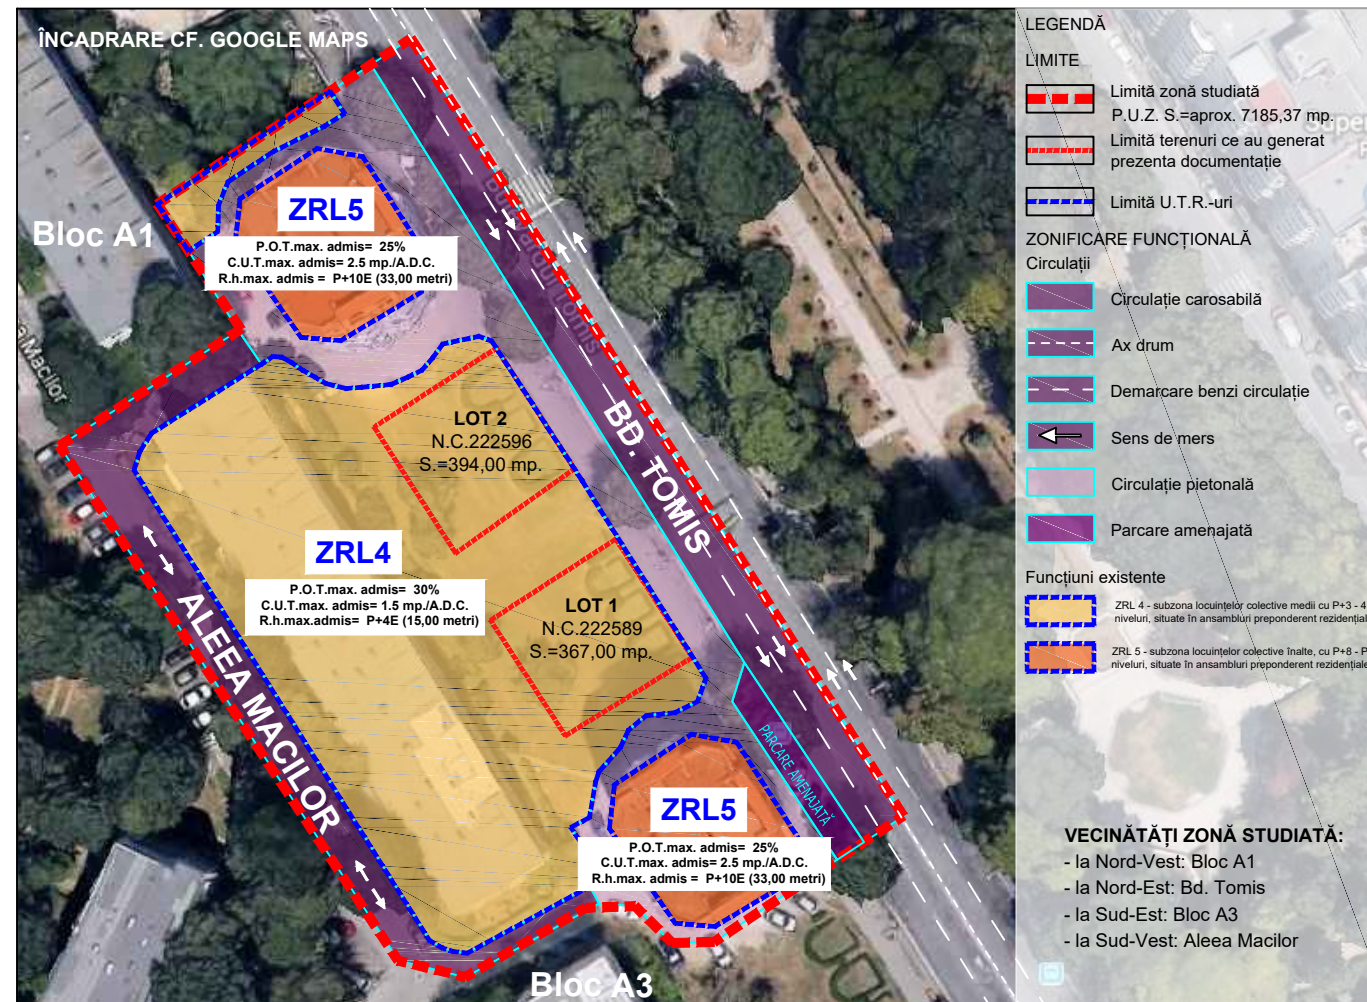 ÎNCADRARE CF. GOOGLE MAPS
Bloc A1
ZRL5
P.O.T.max. admis= 25%
C.U.T.max. admis= 2.5 mp./A.D.C.
R.h.max. admis = P+10E (33,00 metri)
Macilor
LOT 2
N.C.222596
S.=394,00 mp.
BD. TOMIS
ZRL4
P.O.T.max. admis= 30%
C.U.T.max. admis= 1.5 mp./A.D.C.
R.h.max.admis= P+4E (15,00 metri)
LOT 1
N.C.222589
S.=367,00 mp.
ALEEA MACILOR
PARCARE AMENAJATĂ
ZRL5
P.O.T.max. admis= 25%
C.U.T.max. admis= 2.5 mp./A.D.C.
R.h.max. admis = P+10E (33,00 metri)
Bloc A3
LEGENDĂ
LIMITE
Limită zonă studiată
P.U.Z. S.=aprox. 7185,37 mp.
Limită terenuri ce au generat
prezenta documentație
Limită U.T.R.-uri
ZONIFICARE FUNCȚIONALĂ
Circulații
Circulație carosabilă
Ax drum
Demarcare benzi circulație
Sens de mers
Circulație pietonală
Parcare amenajată
Funcțiuni existente
ZRL 4 - subzona locuințelor colective medii cu P+3 - 4
niveluri, situate în ansambluri preponderent rezidențial
ZRL 5 - subzona locuințelor colective înalte, cu P+8 - P
niveluri, situate în ansambluri preponderent rezidențiale
VECINĂTĂȚI ZONĂ STUDIATĂ:
- la Nord-Vest: Bloc A1
- la Nord-Est: Bd. Tomis
- la Sud-Est: Bloc A3
- la Sud-Vest: Aleea Macilor